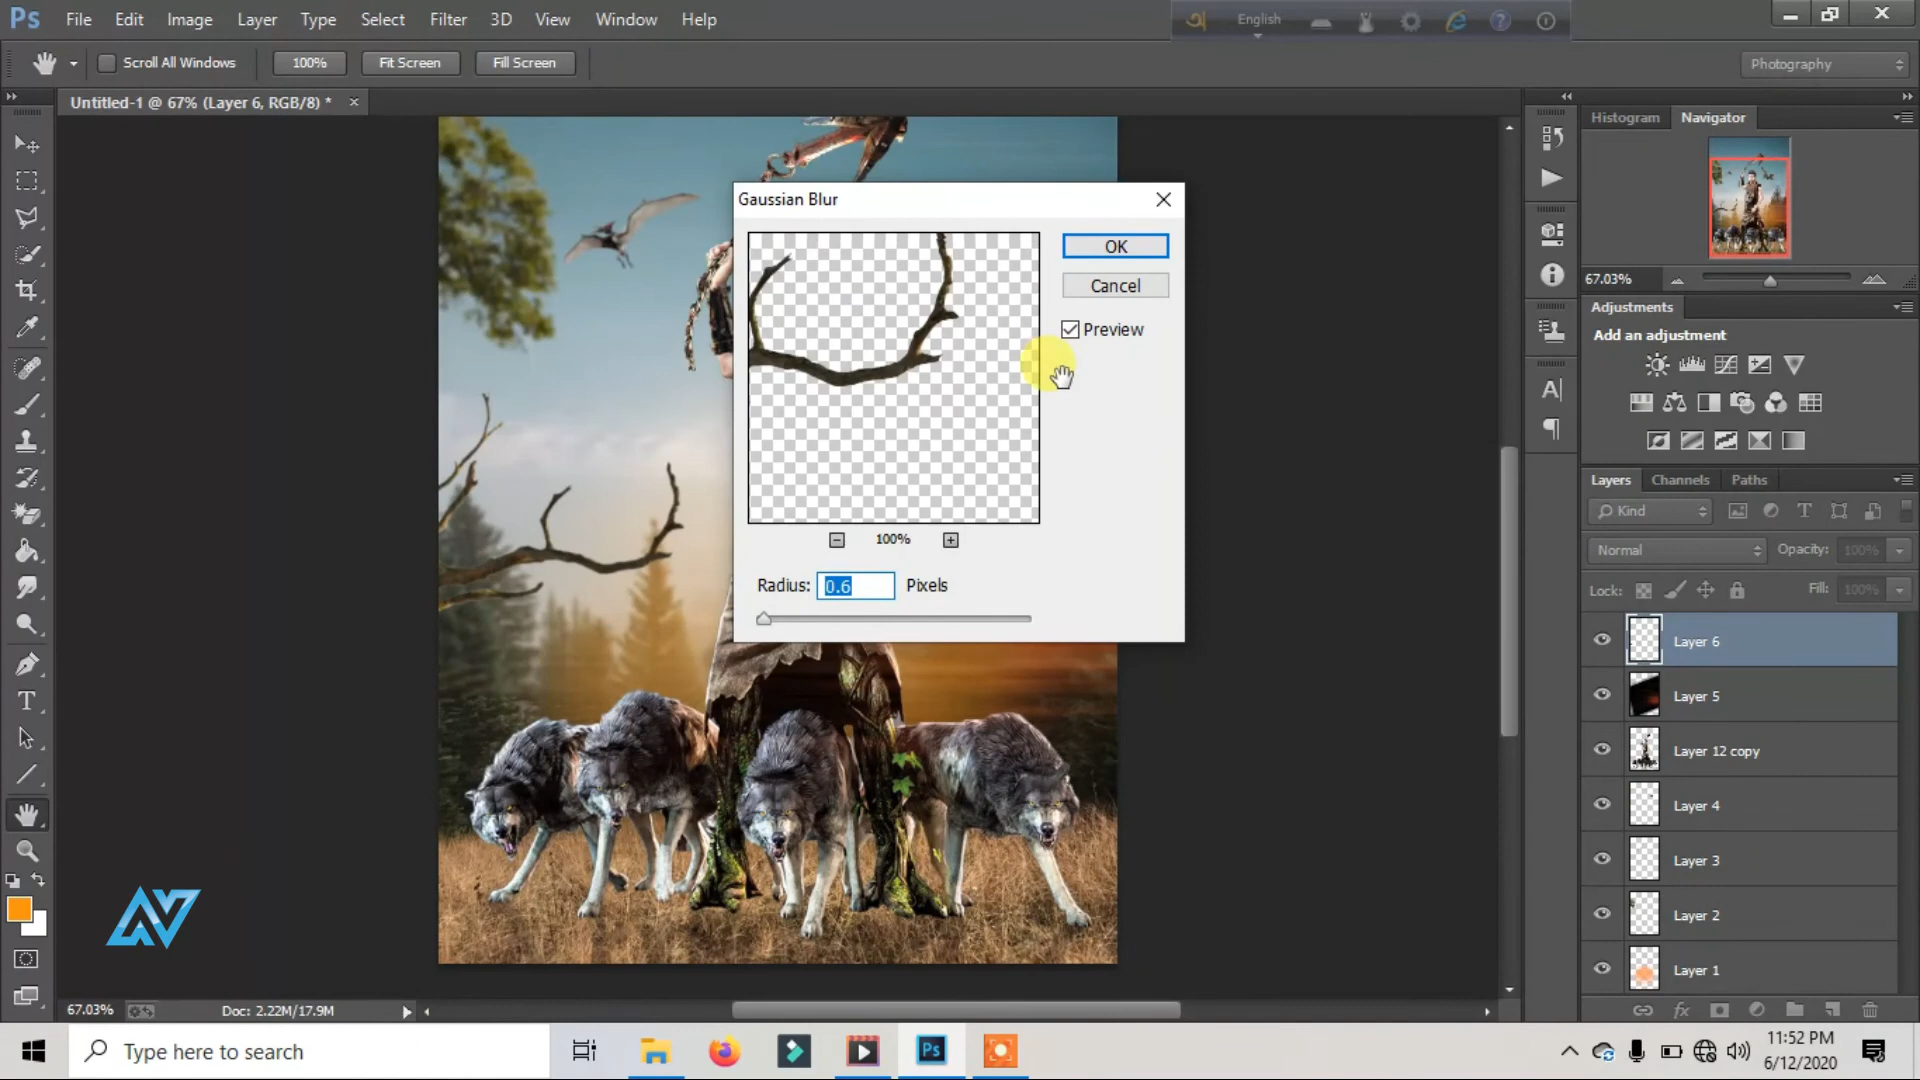 Ps File Edit Image Layer Type Select Filter 3D View Window Help
English
Scroll All Windows 100% Fit Screen Fill Screen
Photography
Untitled-1 @ 67% (Layer 6, RGB/8) * ×
Histogram Navigator
67.03%
Adjustments
Add an adjustment
Layers Channels Paths
Kind
Normal Opacity: 100%
Lock: Fill: 100%
Layer 6
Layer 5
Layer 12 copy
Layer 4
Layer 3
Layer 2
Layer 1
Gaussian Blur
OK
Cancel
Preview
100%
Radius: 0.6 Pixels
67.03% Doc: 2.22M/17.9M
Type here to search
Ps
11:52 PM
6/12/2020